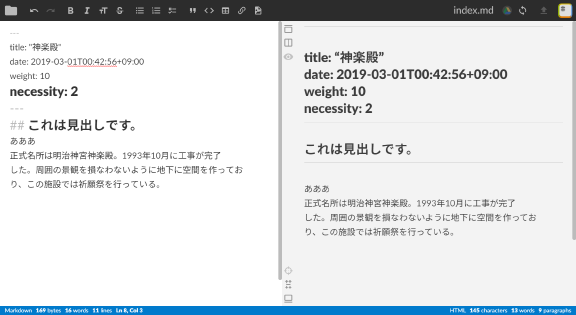 index.md
---
title: “神楽殿”
date: 2019-03-01T00:42:56+09:00
weight: 10
necessity: 2
---
## これは見出しです。
あああ
正式名所は明治神宮神楽殿。1993年10月に工事が完了
した。周囲の景観を損なわないように地下に空間を作ってお
り、この施設では祈願祭を行っている。
title: “神楽殿”
date: 2019-03-01T00:42:56+09:00
weight: 10
necessity: 2
これは見出しです。
あああ
正式名所は明治神宮神楽殿。1993年10月に工事が完了
した。周囲の景観を損なわないように地下に空間を作ってお
り、この施設では祈願祭を行っている。
Markdown 169 bytes 16 words 11 lines Ln 8, Col 3
HTML 145 characters 13 words 9 paragraphs